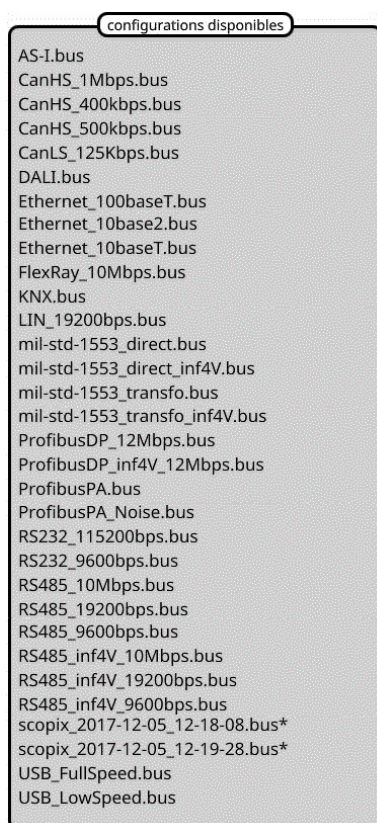 configurations disponibles
AS-I.bus
CanHS_1Mbps.bus
CanHS_400kbps.bus
CanHS_500kbps.bus
CanLS_125Kbps.bus
DALI.bus
Ethernet_100baseT.bus
Ethernet_10base2.bus
Ethernet_10baseT.bus
FlexRay_10Mbps.bus
KNX.bus
LIN_19200bps.bus
mil-std-1553_direct.bus
mil-std-1553_direct_inf4V.bus
mil-std-1553_transfo.bus
mil-std-1553_transfo_inf4V.bus
ProfibusDP_12Mbps.bus
ProfibusDP_inf4V_12Mbps.bus
ProfibusPA.bus
ProfibusPA_Noise.bus
RS232_115200bps.bus
RS232_9600bps.bus
RS485_10Mbps.bus
RS485_19200bps.bus
RS485_9600bps.bus
RS485_inf4V_10Mbps.bus
RS485_inf4V_19200bps.bus
RS485_inf4V_9600bps.bus
scopix_2017-12-05_12-18-08.bus*
scopix_2017-12-05_12-19-28.bus*
USB_FullSpeed.bus
USB_LowSpeed.bus